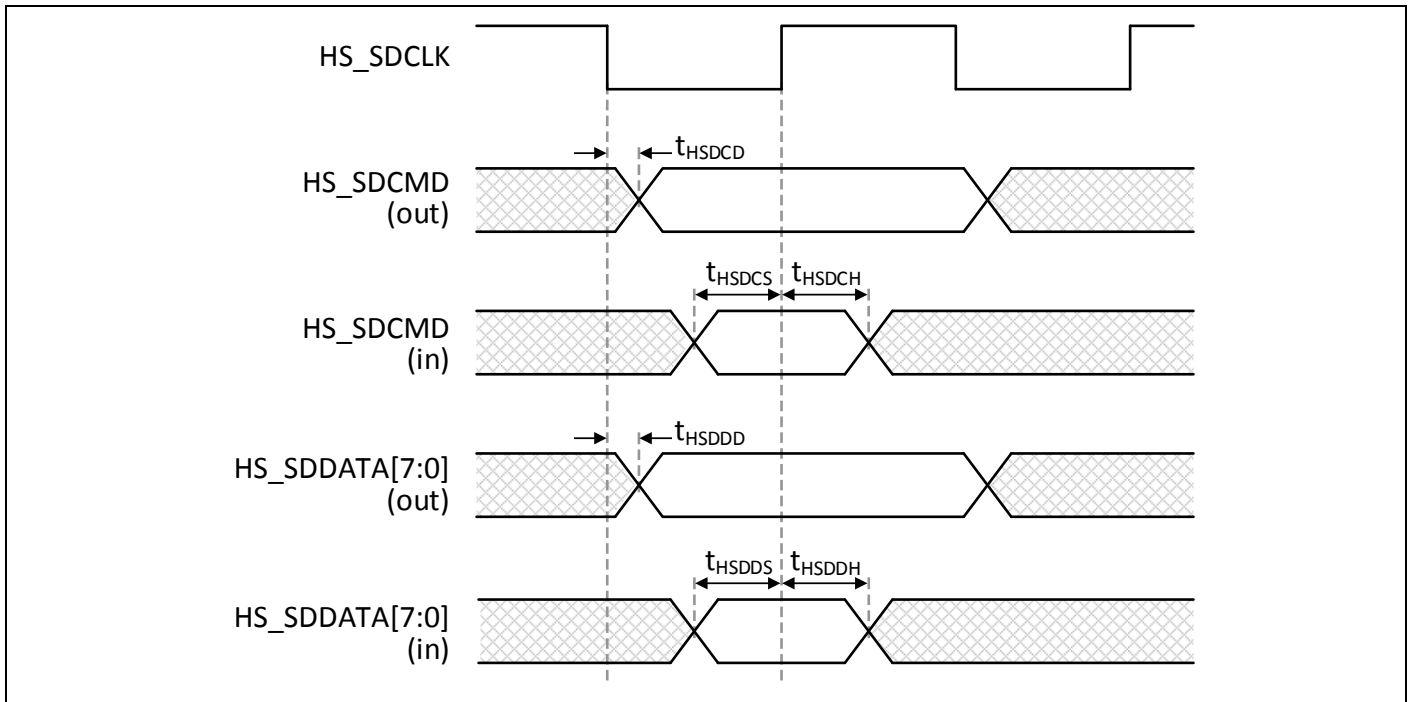 HS_SDCLK
tHSDCD
HS_SDCMD
(out)
tHSDCS tHSDCH
HS_SDCMD
(in)
tHSDDD
HS_SDDATA[7:0]
(out)
tHSDDS tHSDDH
HS_SDDATA[7:0]
(in)